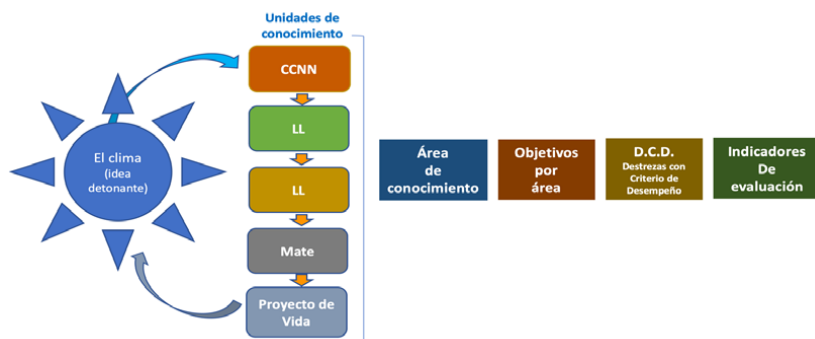 Unidades de
conocimiento
CCNN
LL
LL
Mate
Proyecto de
Vida
El clima
(idea
detonante)
Área
de
conocimiento
Objetivos
por
área
D.C.D.
Destrezas con
Criterio de
Desempeño
Indicadores
De
evaluación